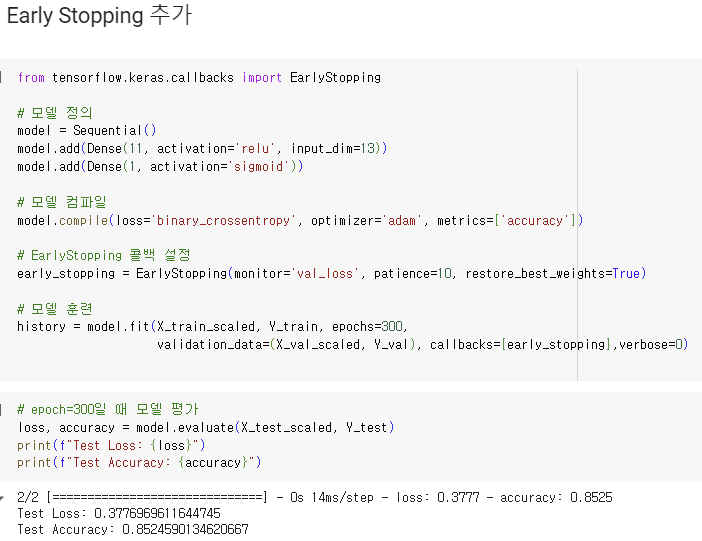 Early Stopping 추가
from tensorflow.keras.callbacks import EarlyStopping
# 모델 정의
model = Sequential()
model.add(Dense(11, activation='relu', input_dim=13))
model.add(Dense(1, activation='sigmoid'))
# 모델 컴파일
model.compile(loss='binary_crossentropy', optimizer='adam', metrics=['accuracy'])
# EarlyStopping 콜백 설정
early_stopping = EarlyStopping(monitor='val_loss', patience=10, restore_best_weights=True)
# 모델 훈련
history = model.fit(X_train_scaled, Y_train, epochs=300,
validation_data=(X_val_scaled, Y_val), callbacks=[early_stopping],verbose=0)
# epoch=300일 때 모델 평가
loss, accuracy = model.evaluate(X_test_scaled, Y_test)
print(f"Test Loss: {loss}")
print(f"Test Accuracy: {accuracy}")
2/2 [==============================] - 0s 14ms/step - loss: 0.3777 - accuracy: 0.8525
Test Loss: 0.3776969611644745
Test Accuracy: 0.8524590134620667